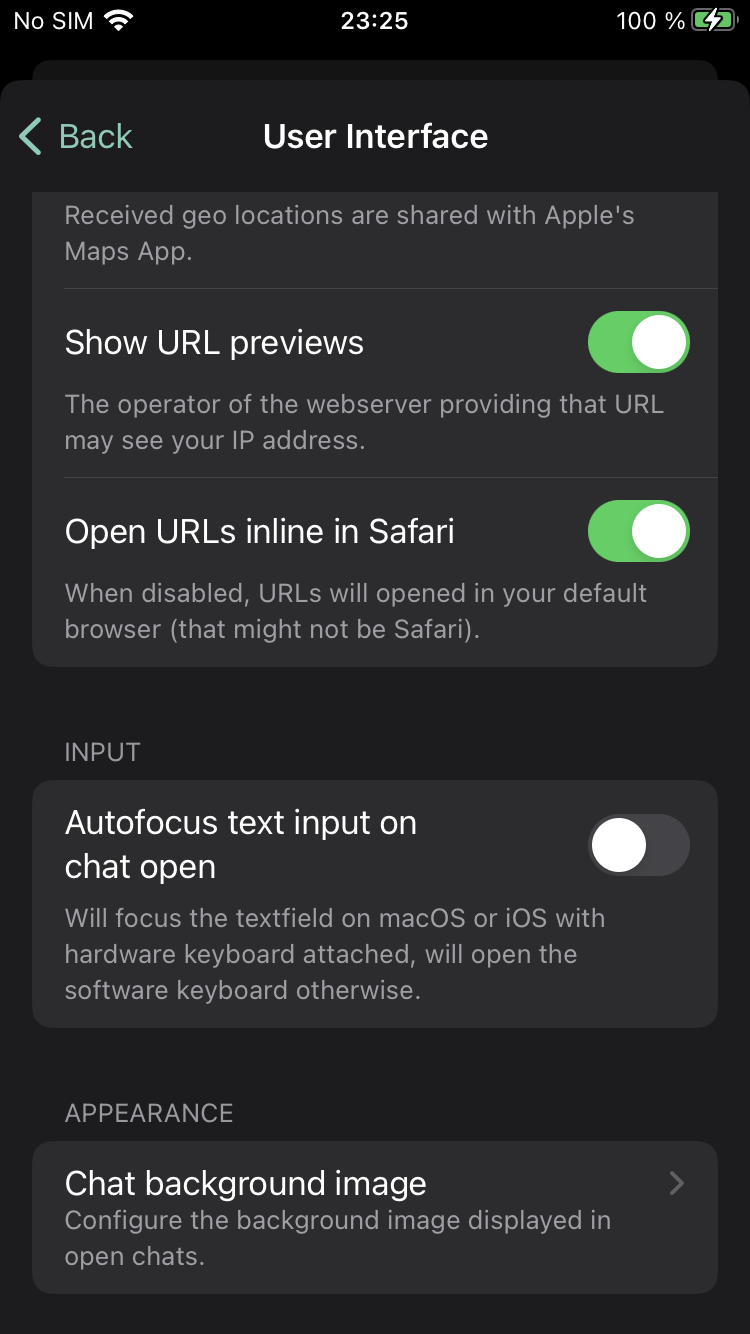 No SIM 23:25 100 %
Back User Interface
Received geo locations are shared with Apple's
Maps App.
Show URL previews
The operator of the webserver providing that URL
may see your IP address.
Open URLs inline in Safari
When disabled, URLs will opened in your default
browser (that might not be Safari).
INPUT
Autofocus text input on
chat open
Will focus the textfield on macOS or iOS with
hardware keyboard attached, will open the
software keyboard otherwise.
APPEARANCE
Chat background image
Configure the background image displayed in
open chats.